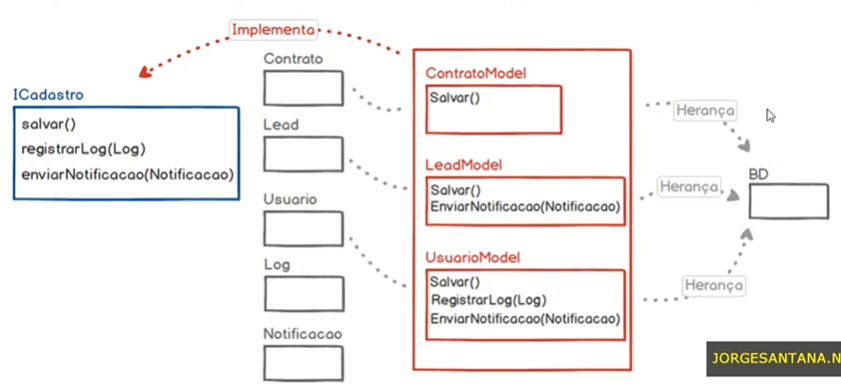 Implementa
ICadastro
salvar()
registrarLog(Log)
enviarNotificacao(Notificacao)
Contrato
Lead
Usuario
Log
Notificacao
ContratoModel
Salvar()
LeadModel
Salvar()
EnviarNotificacao(Notificacao)
UsuarioModel
Salvar()
RegistrarLog(Log)
EnviarNotificacao(Notificacao)
Herança
Herança
Herança
BD
JORGESANTANA.N